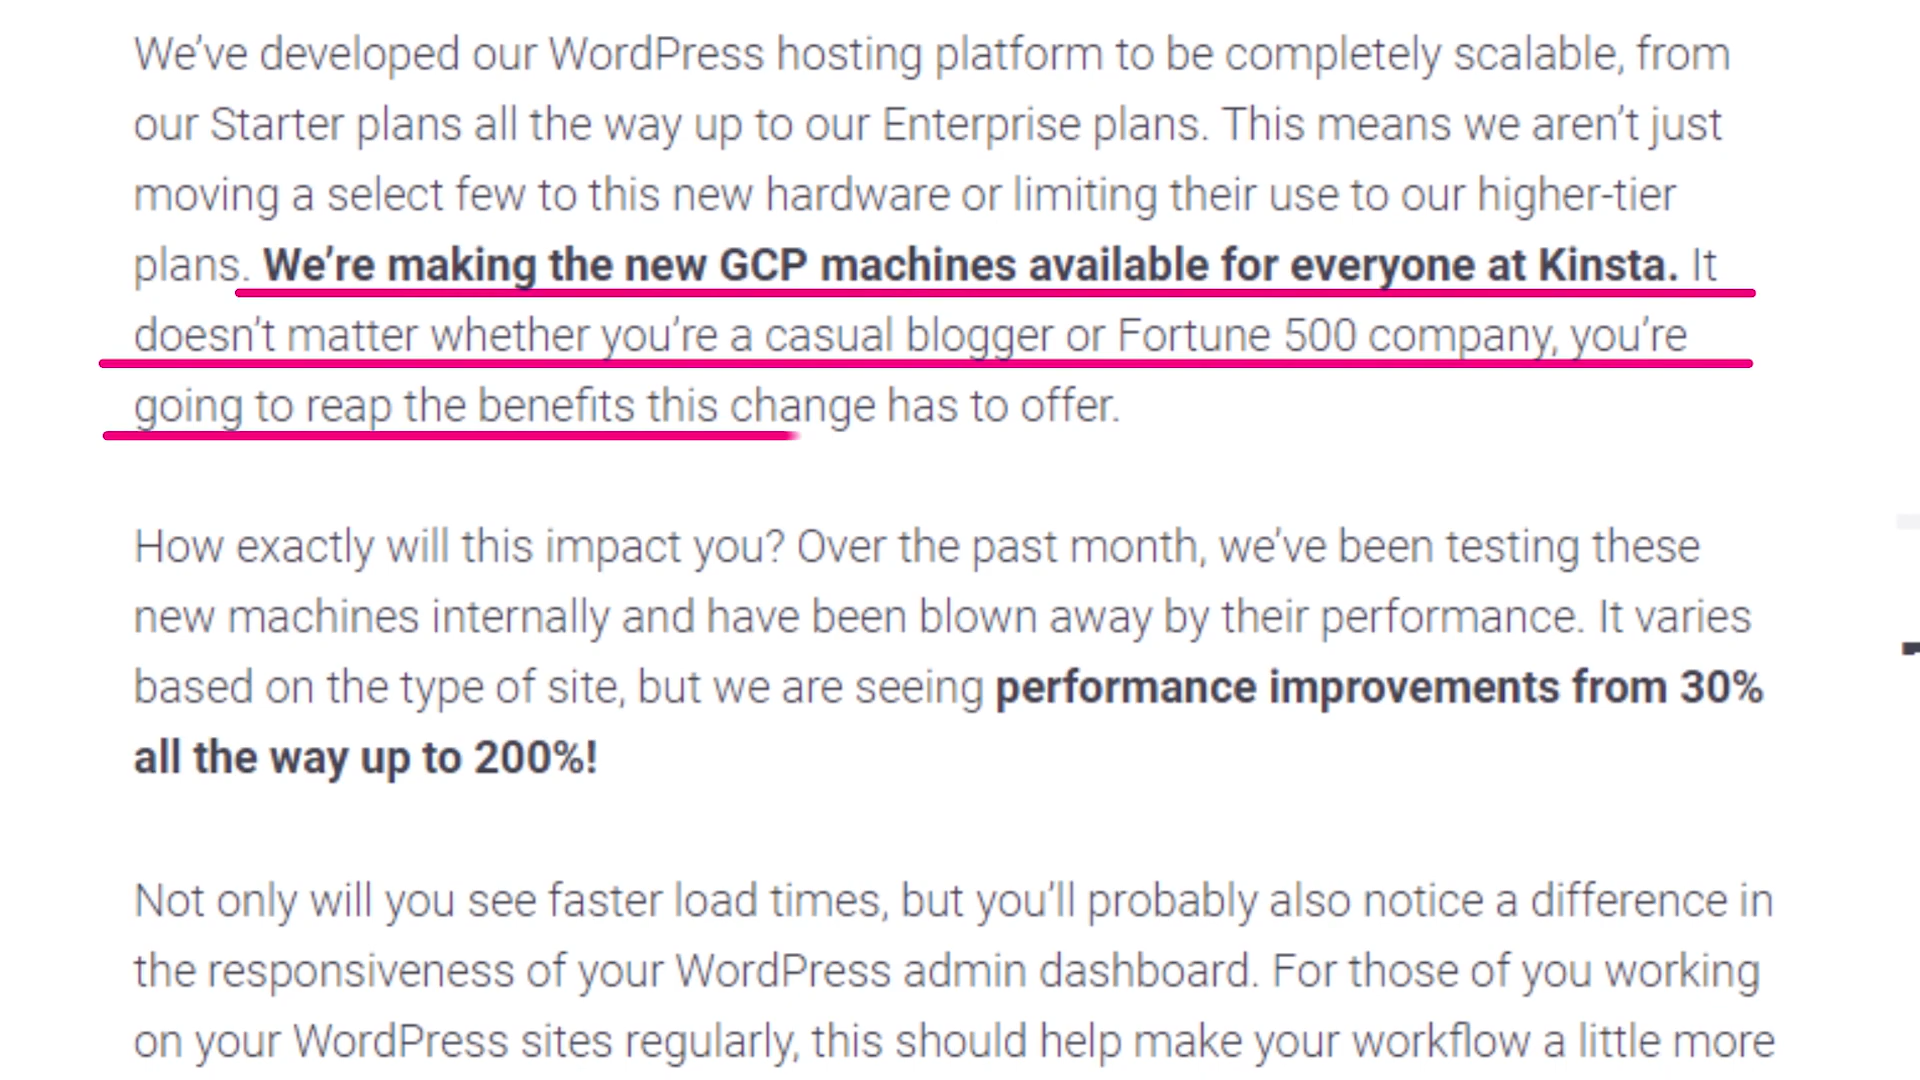 We’ve developed our WordPress hosting platform to be completely scalable, from
our Starter plans all the way up to our Enterprise plans. This means we aren’t just
moving a select few to this new hardware or limiting their use to our higher-tier
plans. We’re making the new GCP machines available for everyone at Kinsta. It
doesn’t matter whether you’re a casual blogger or Fortune 500 company, you’re
going to reap the benefits this change has to offer.
How exactly will this impact you? Over the past month, we’ve been testing these
new machines internally and have been blown away by their performance. It varies
based on the type of site, but we are seeing performance improvements from 30%
all the way up to 200%!
Not only will you see faster load times, but you’ll probably also notice a difference in
the responsiveness of your WordPress admin dashboard. For those of you working
on your WordPress sites regularly, this should help make your workflow a little more